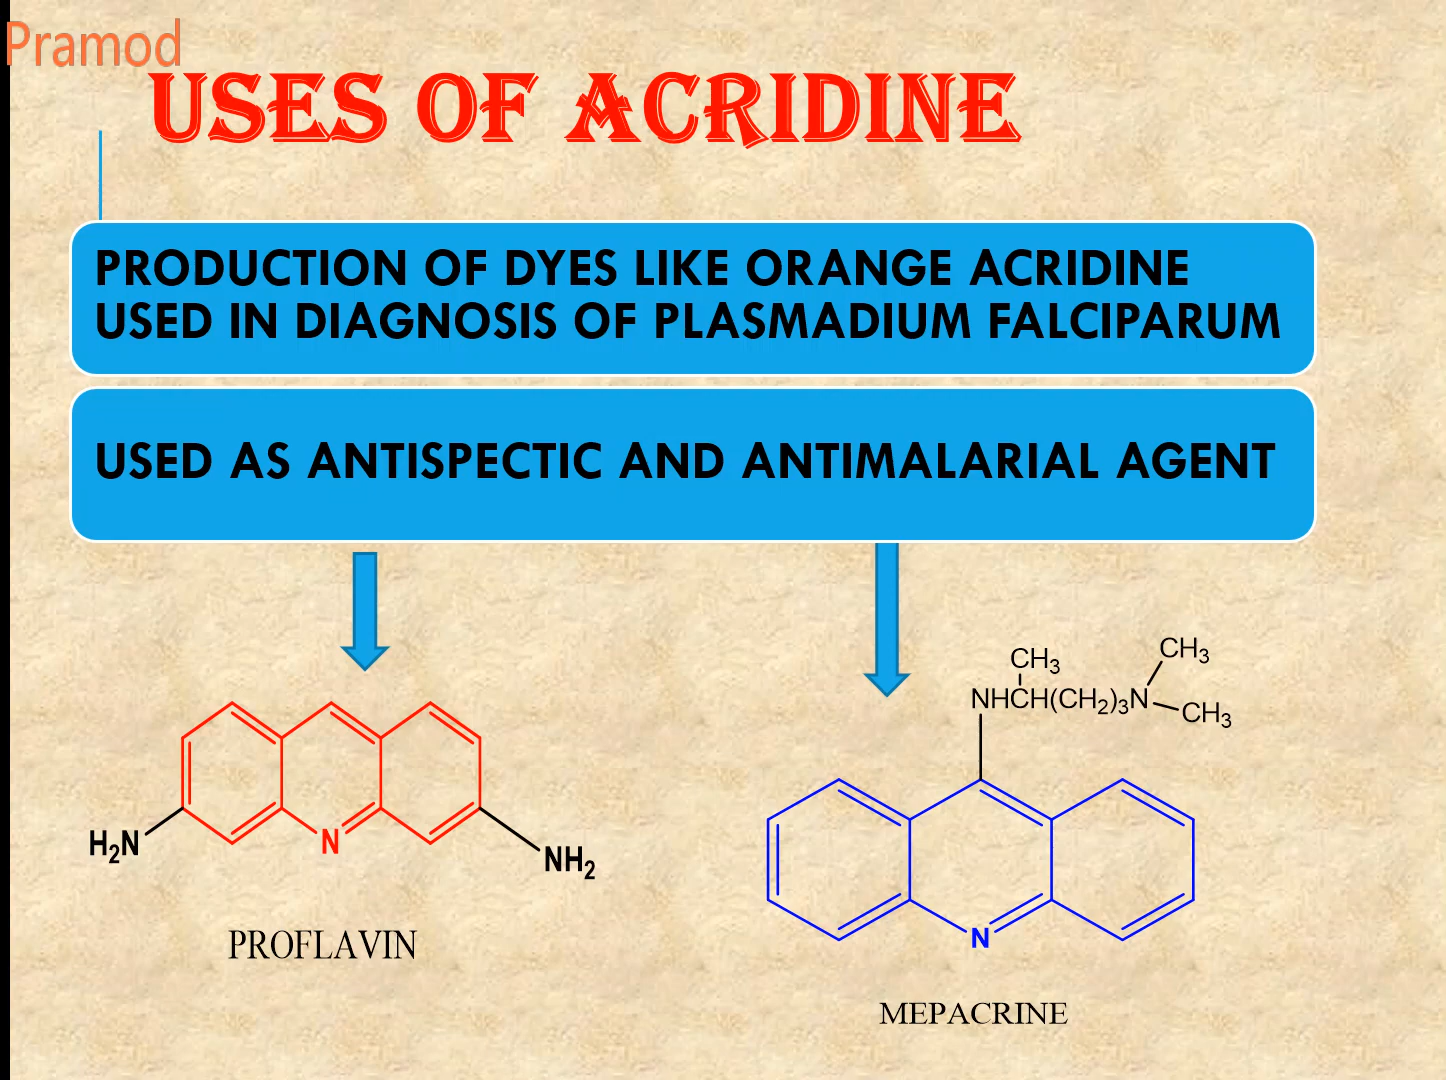 Pramod
USES OF ACRIDINE
PRODUCTION OF DYES LIKE ORANGE ACRIDINE
USED IN DIAGNOSIS OF PLASMADIUM FALCIPARUM
USED AS ANTISPECTIC AND ANTIMALARIAL AGENT
H2N
N
NH2
PROFLAVIN
CH3
CH3
NHCH(CH2)3N
CH3
N
MEPACRINE